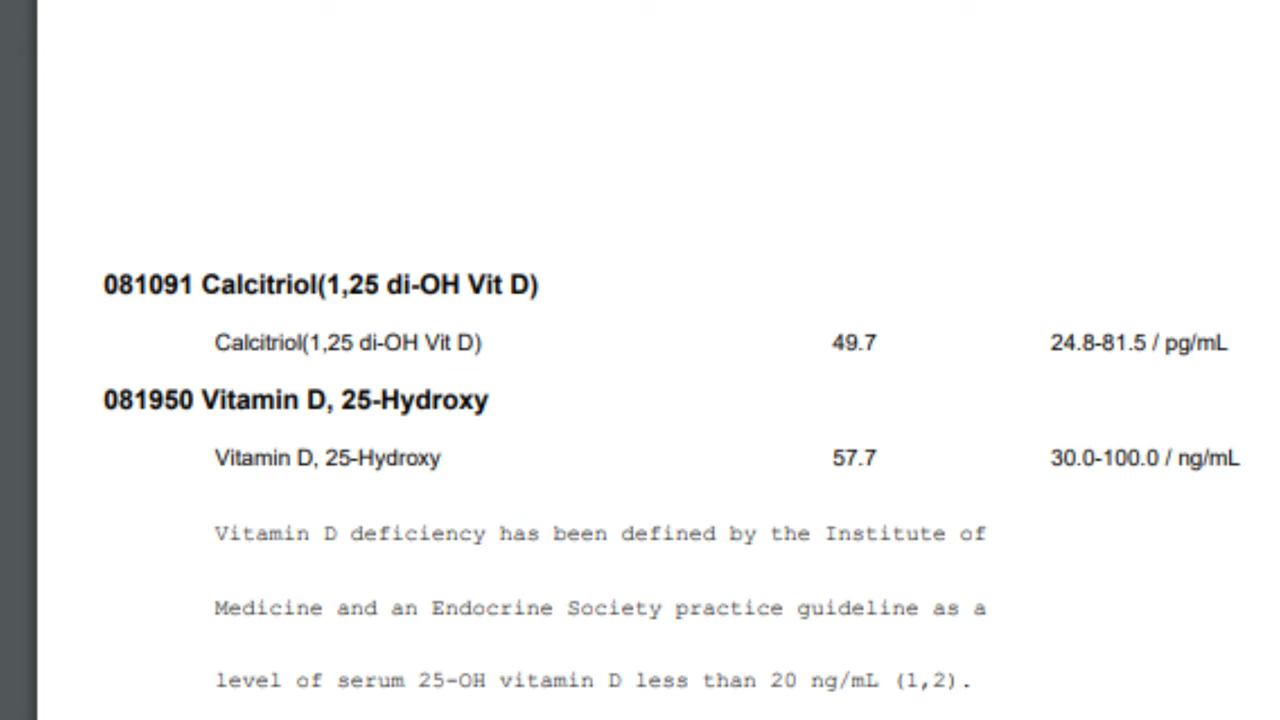 081091 Calcitriol(1,25 di-OH Vit D)
Calcitriol(1,25 di-OH Vit D) 49.7 24.8-81.5 / pg/mL
081950 Vitamin D, 25-Hydroxy
Vitamin D, 25-Hydroxy 57.7 30.0-100.0 / ng/mL
Vitamin D deficiency has been defined by the Institute of
Medicine and an Endocrine Society practice guideline as a
level of serum 25-OH vitamin D less than 20 ng/mL (1,2).